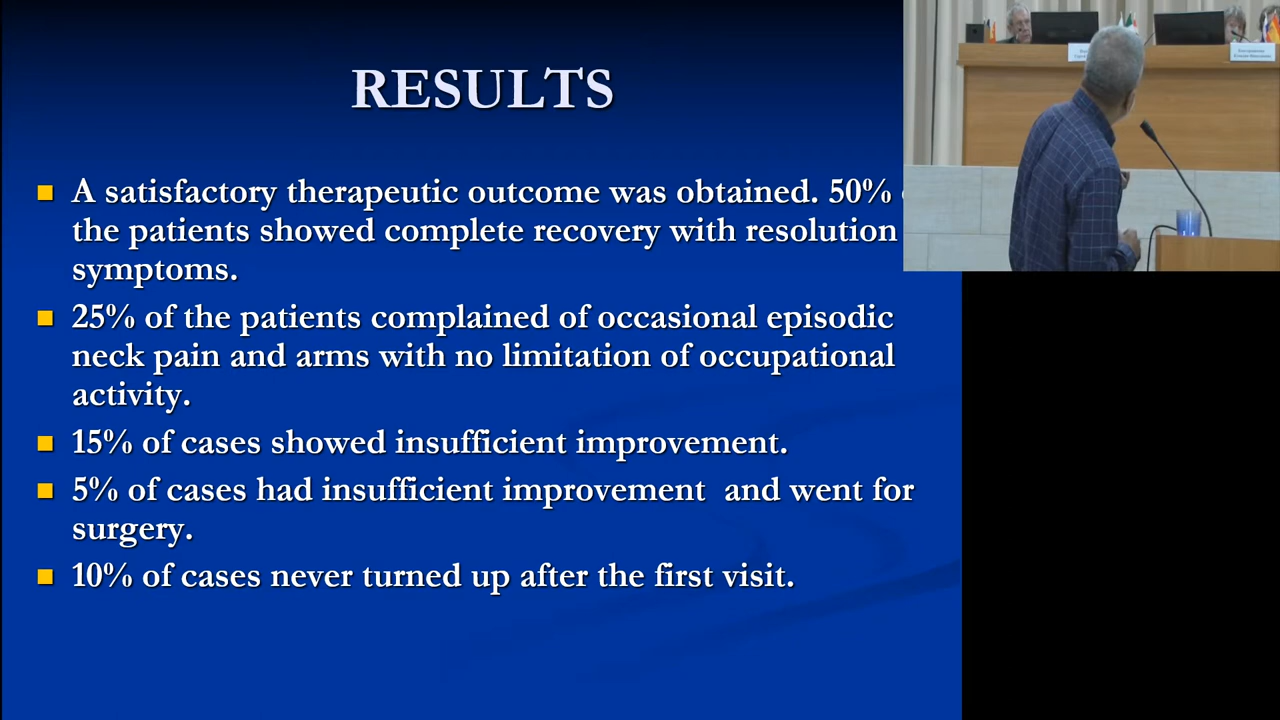 RESULTS
A satisfactory therapeutic outcome was obtained. 50%
the patients showed complete recovery with resolution
symptoms.
25% of the patients complained of occasional episodic
neck pain and arms with no limitation of occupational
activity.
15% of cases showed insufficient improvement.
5% of cases had insufficient improvement and went for
surgery.
10% of cases never turned up after the first visit.